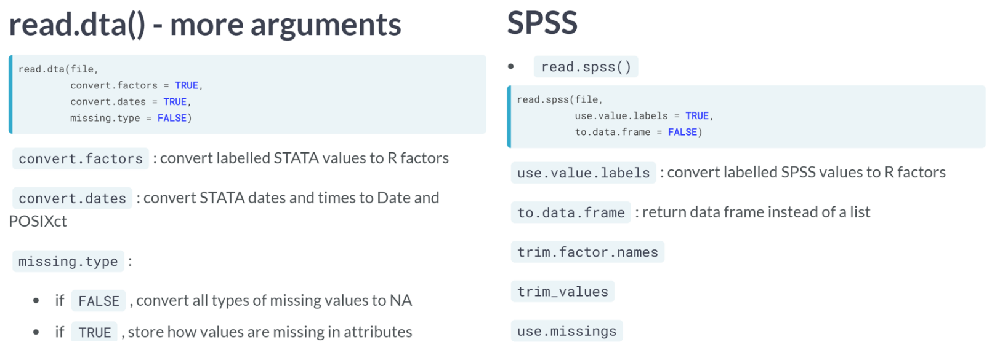 read.dta() - more arguments
read.dta(file,
convert.factors = TRUE,
convert.dates = TRUE,
missing.type = FALSE)
convert.factors : convert labelled STATA values to R factors
convert.dates : convert STATA dates and times to Date and
POSIXct
missing.type :
• if FALSE , convert all types of missing values to NA
• if TRUE , store how values are missing in attributes
SPSS
• read.spss()
read.spss(file,
use.value.labels = TRUE,
to.data.frame = FALSE)
use.value.labels : convert labelled SPSS values to R factors
to.data.frame : return data frame instead of a list
trim.factor.names
trim_values
use.missings